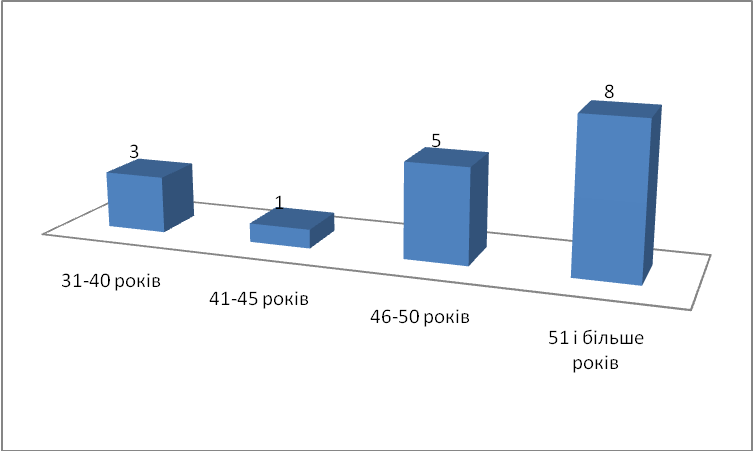 3
1
5
8
31-40 років
41-45 років
46-50 років
51 і більше
років